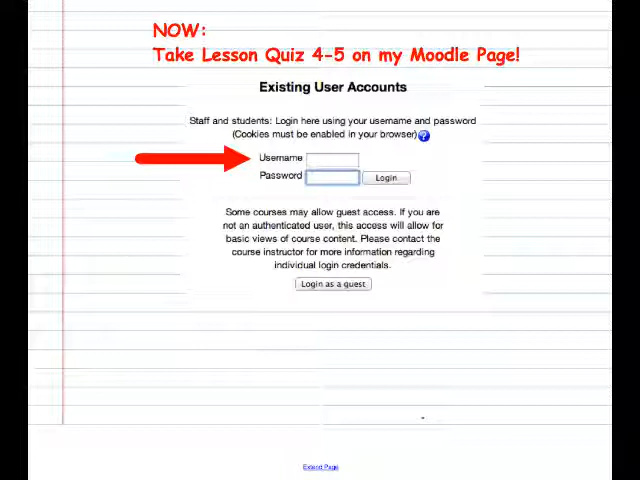 NOW:
Take Lesson Quiz 4-5 on my Moodle Page!
Existing User Accounts
Staff and students: Login here using your username and password
(Cookies must be enabled in your browser) ?
Username
Password Login
Some courses may allow guest access. If you are
not an authenticated user, this access will allow for
basic views of course content. Please contact the
course instructor for more information regarding
individual login credentials.
Login as a guest
Extend Page